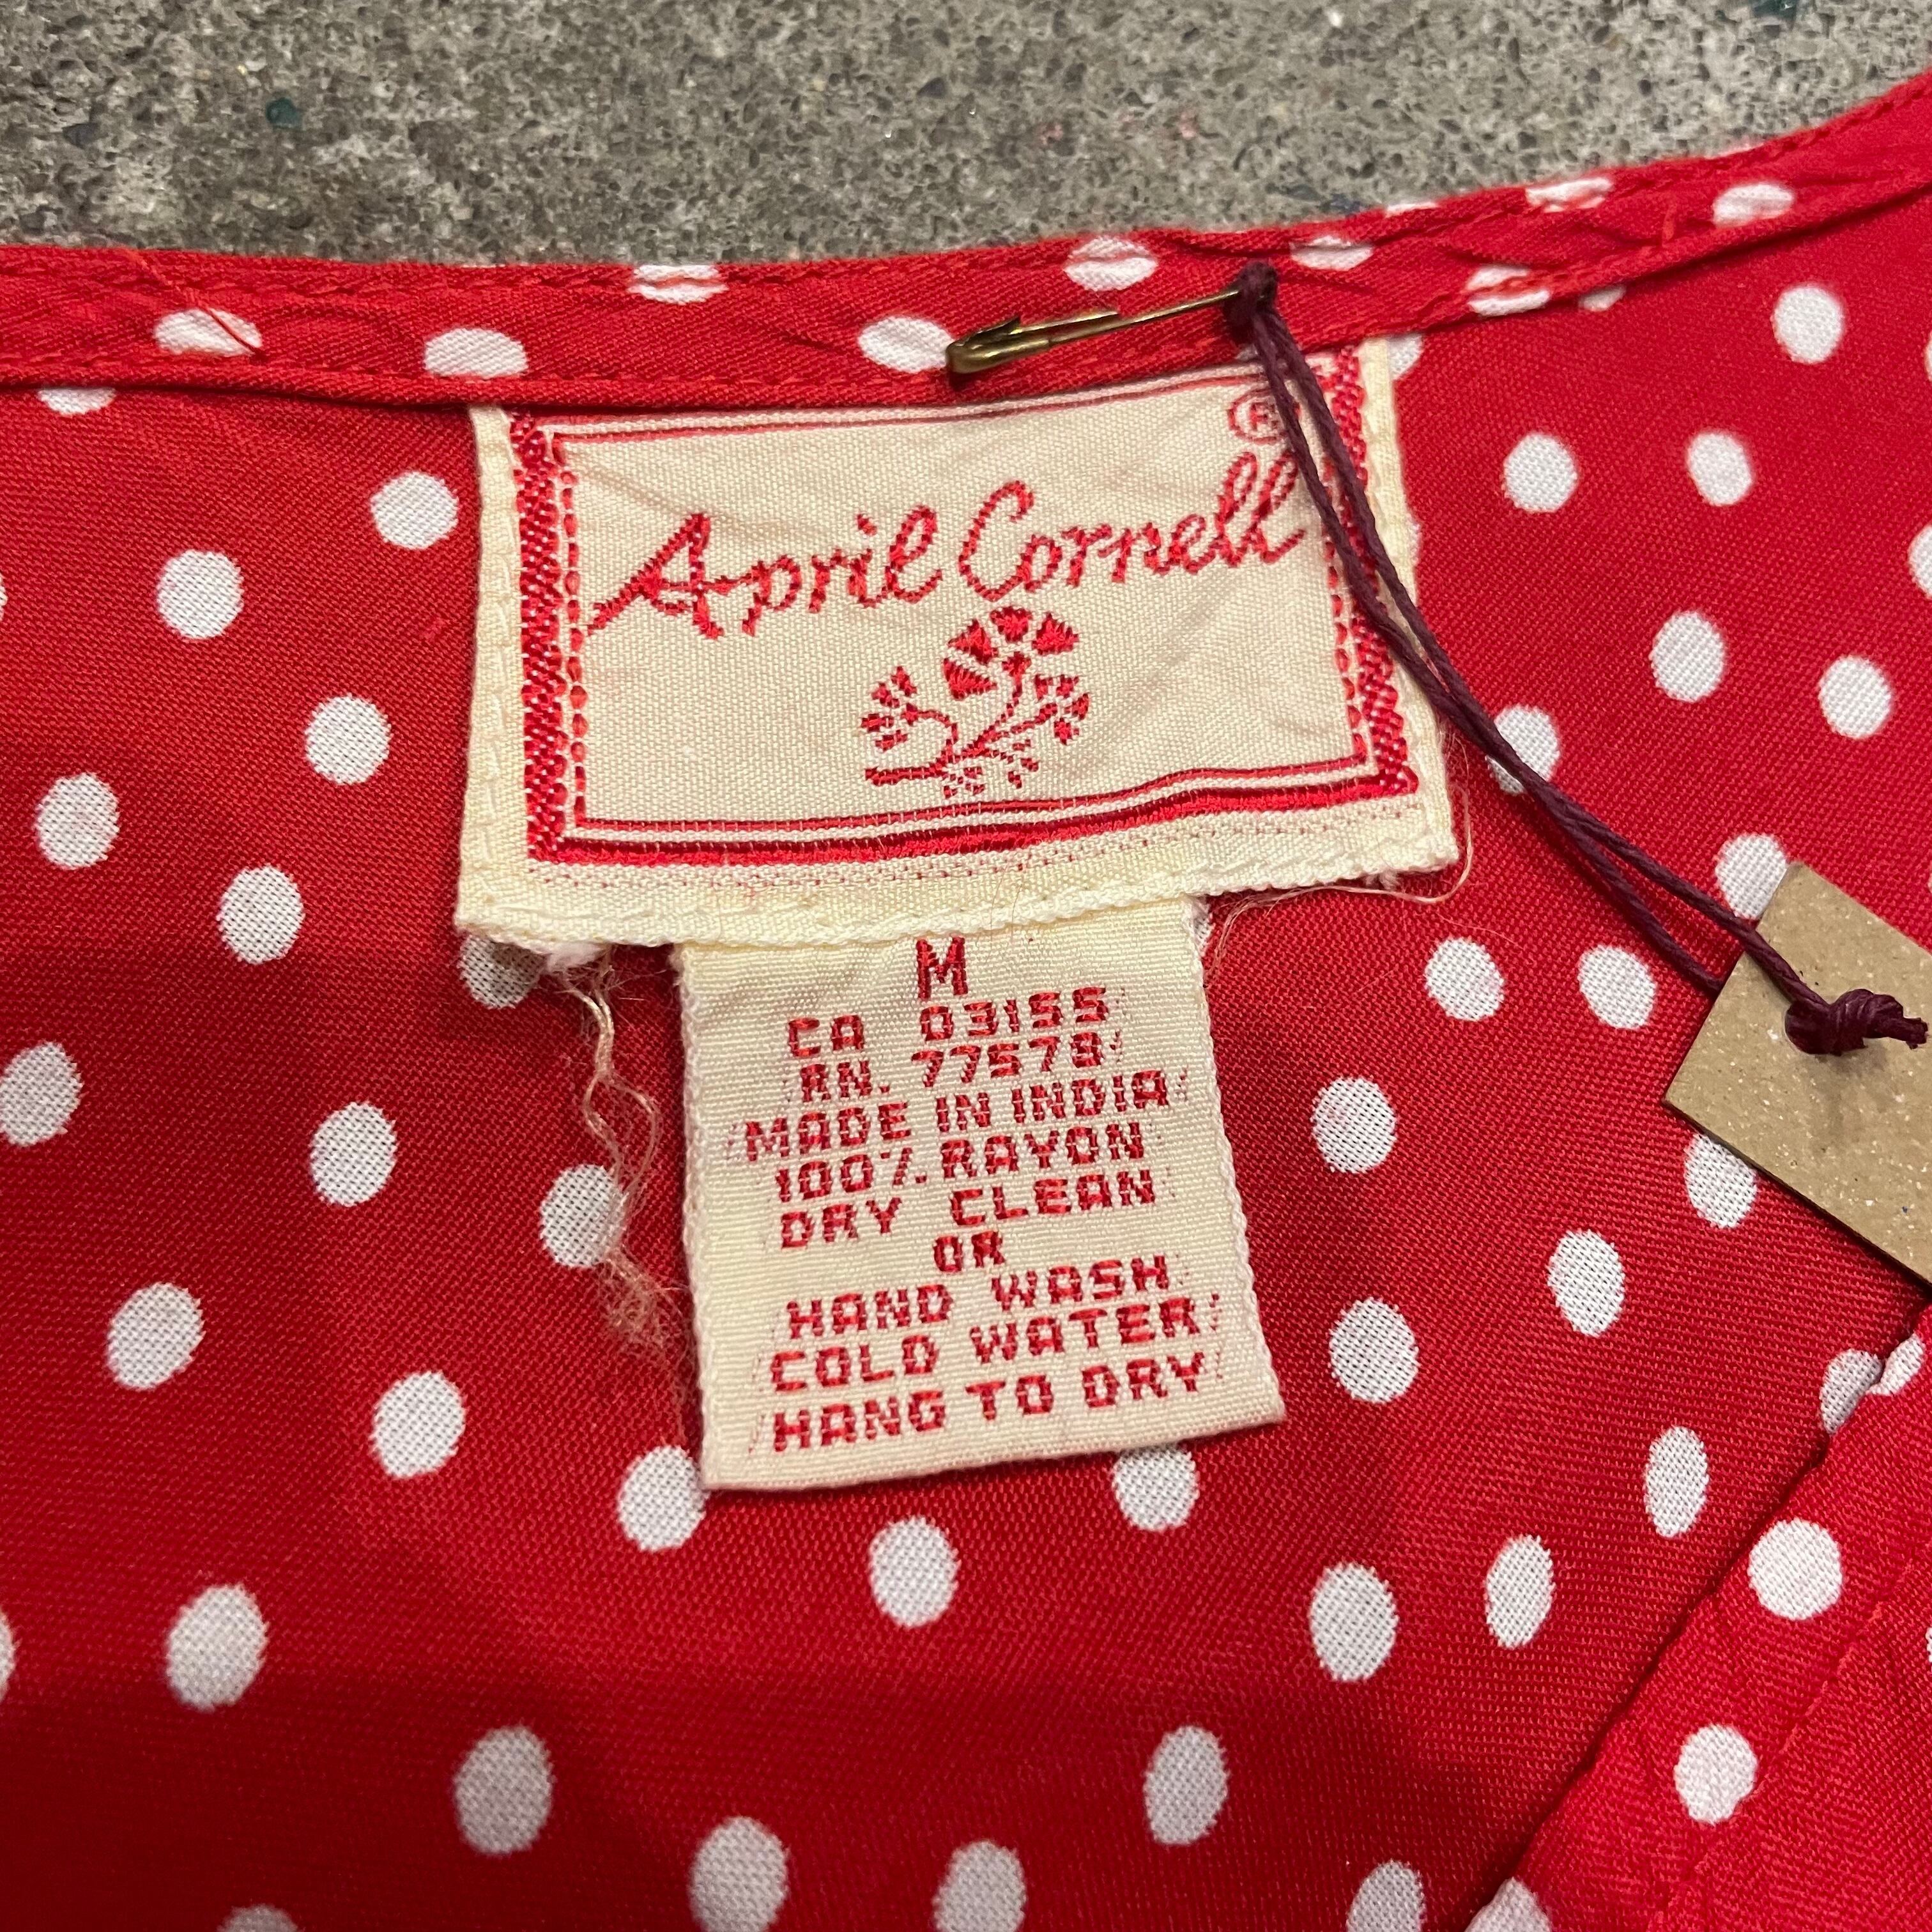 April Cornell ®
M
CA 03155
RN. 77578
MADE IN INDIA
100% RAYON
DRY CLEAN
OR
HAND WASH
COLD WATER
HANG TO DRY